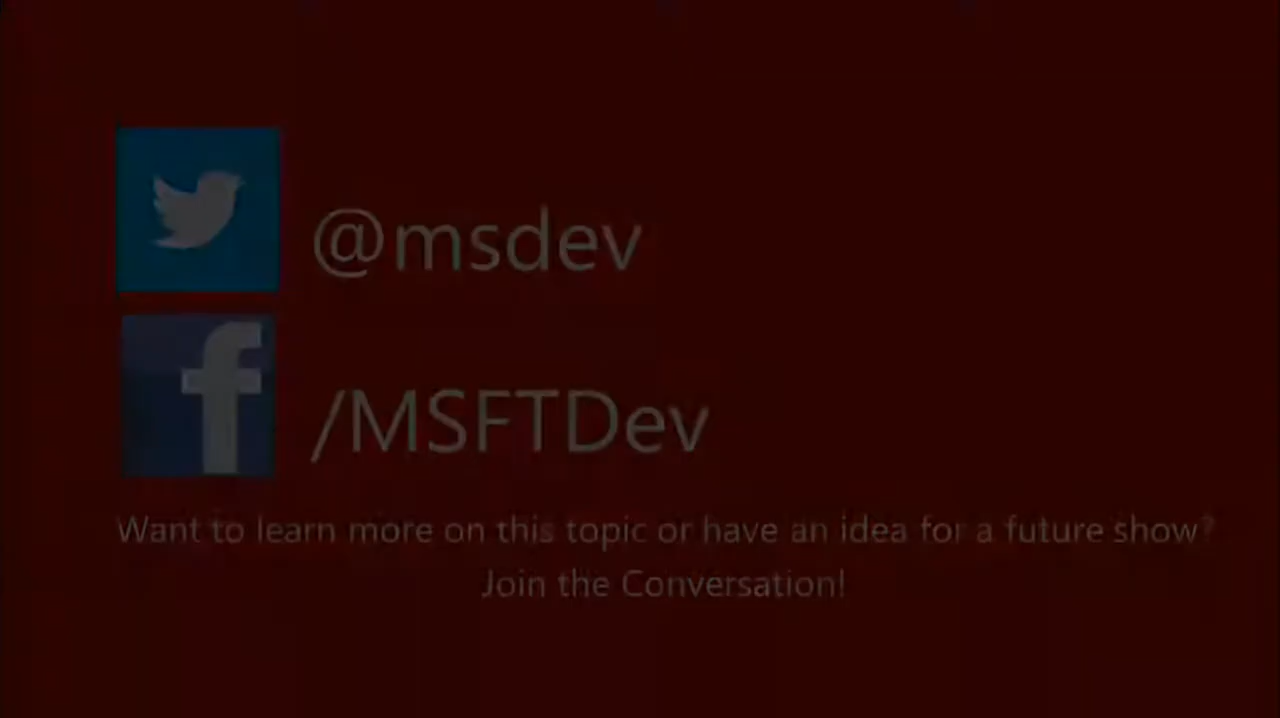 @msdev
/MSFTDev
Want to learn more on this topic or have an idea for a future show?
Join the Conversation!